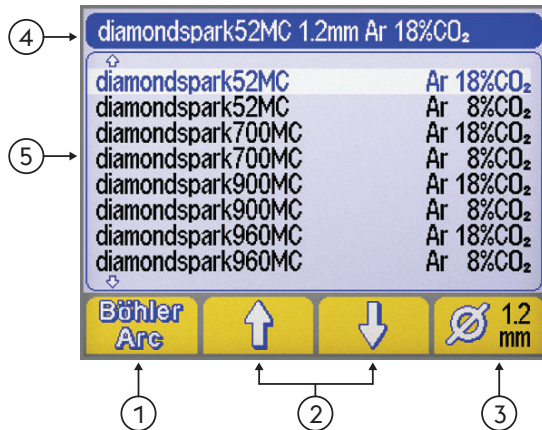 4
diamondspark52MC 1.2mm Ar 18%CO₂
diamondspark52MC Ar 18%CO₂
diamondspark52MC Ar 8%CO₂
diamondspark700MC Ar 18%CO₂
5
diamondspark700MC Ar 8%CO₂
diamondspark900MC Ar 18%CO₂
diamondspark900MC Ar 8%CO₂
diamondspark960MC Ar 18%CO₂
diamondspark960MC Ar 8%CO₂
Böhler
Arc
1.2
mm
1
2
3